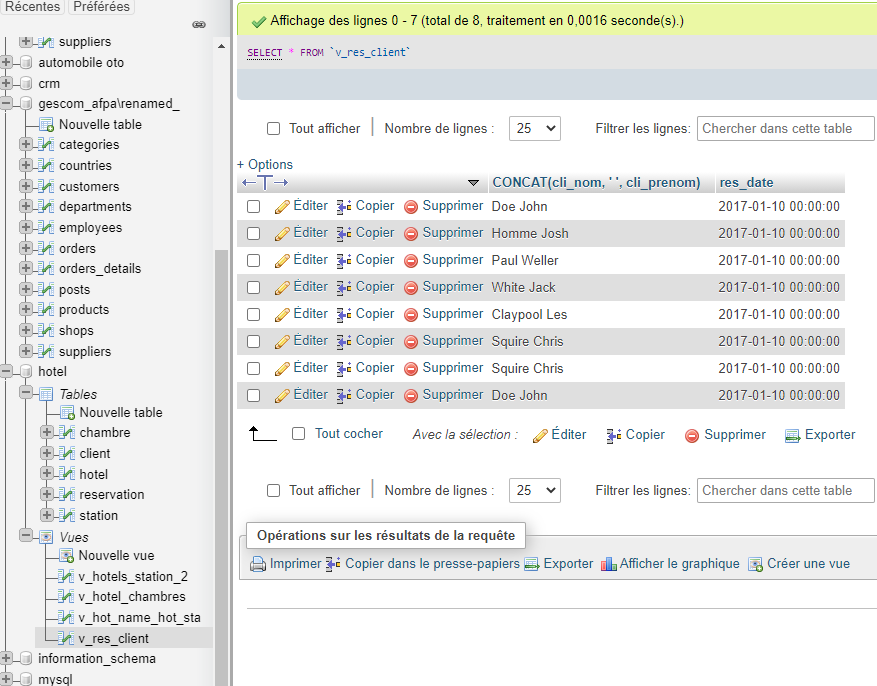 Récentes Préférées
suppliers
automobile oto
crm
gescom_afpa\renamed_
Nouvelle table
categories
countries
customers
departments
employees
orders
orders_details
posts
products
shops
suppliers
hotel
Tables
Nouvelle table
chambre
client
hotel
reservation
station
Vues
Nouvelle vue
v_hotels_station_2
v_hotel_chambres
v_hot_name_hot_sta
v_res_client
information_schema
mysql
Affichage des lignes 0 - 7 (total de 8, traitement en 0,0016 seconde(s).)
SELECT * FROM `v_res_client`
Tout afficher Nombre de lignes : 25 Filtrer les lignes: Chercher dans cette table
+ Options
CONCAT(cli_nom, ' ', cli_prenom) res_date
Éditer Copier Supprimer Doe John 2017-01-10 00:00:00
Éditer Copier Supprimer Homme Josh 2017-01-10 00:00:00
Éditer Copier Supprimer Paul Weller 2017-01-10 00:00:00
Éditer Copier Supprimer White Jack 2017-01-10 00:00:00
Éditer Copier Supprimer Claypool Les 2017-01-10 00:00:00
Éditer Copier Supprimer Squire Chris 2017-01-10 00:00:00
Éditer Copier Supprimer Squire Chris 2017-01-10 00:00:00
Éditer Copier Supprimer Doe John 2017-01-10 00:00:00
Tout cocher Avec la sélection : Éditer Copier Supprimer Exporter
Tout afficher Nombre de lignes : 25 Filtrer les lignes: Chercher dans cette table
Opérations sur les résultats de la requête
Imprimer Copier dans le presse-papiers Exporter Afficher le graphique Créer une vue